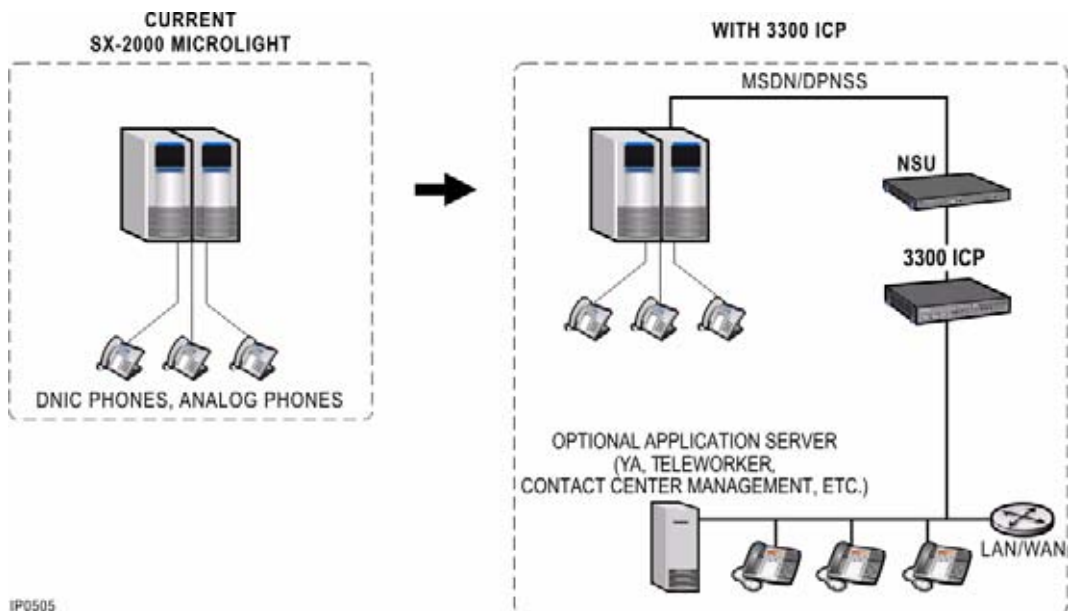 CURRENT
SX-2000 MICROLIGHT
DNIC PHONES, ANALOG PHONES
WITH 3300 ICP
MSDN/DPNSS
NSU
3300 ICP
OPTIONAL APPLICATION SERVER
(YA, TELEWORKER,
CONTACT CENTER MANAGEMENT, ETC.)
LAN/WAN
IP0505